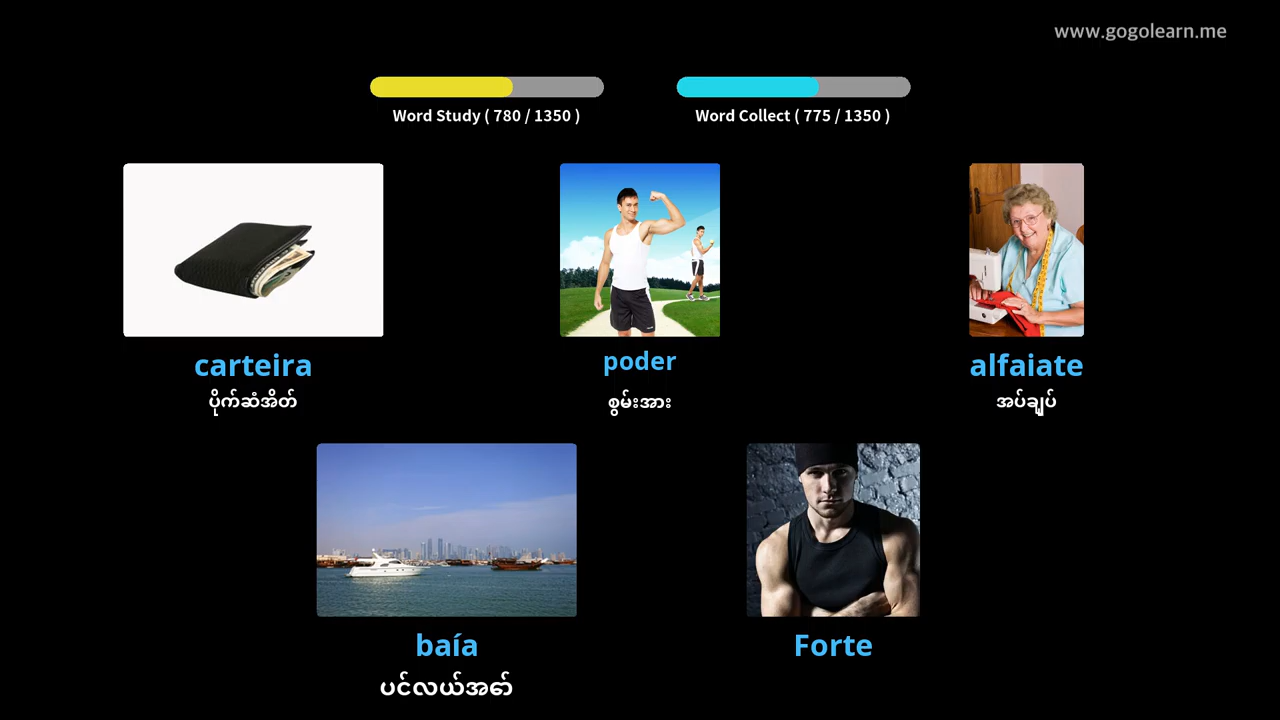 www.gogolearn.me
Word Study ( 780 / 1350 )
Word Collect ( 775 / 1350 )
carteira
ပိုက်ဆံအိတ်
poder
စွမ်းအား
alfaiate
အပ်ချုပ်
baía
ပင်လယ်အော်
Forte